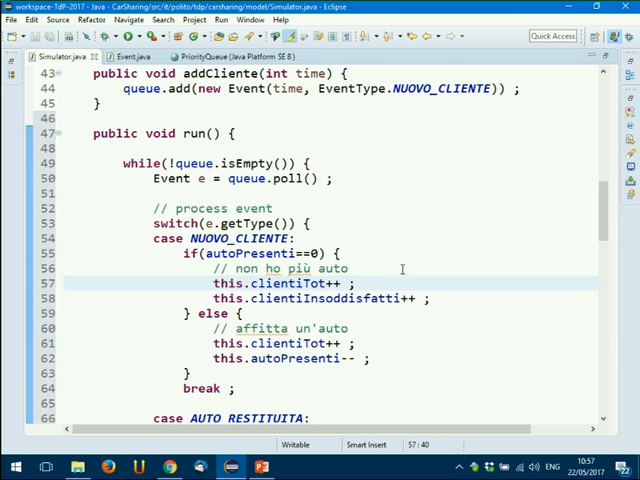 workspace-TdP-2017 - Java - CarSharing/src/it/polito/tdp/carsharing/model/Simulator.java - Eclipse
File Edit Source Refactor Navigate Search Project Run Window Help
Quick Access
Simulator.java Event.java PriorityQueue (Java Platform SE 8)
43 public void addCliente(int time) {
44 queue.add(new Event(time, EventType.NUOVO_CLIENTE)) ;
45 }
46
47 public void run() {
48
49 while(!queue.isEmpty()) {
50 Event e = queue.poll() ;
51
52 // process event
53 switch(e.getType()) {
54 case NUOVO_CLIENTE:
55 if(autoPresenti==0) {
56 // non ho più auto
57 this.clientiTot++ ;
58 this.clientiInsoddisfatti++ ;
59 } else {
60 // affitta un'auto
61 this.clientiTot++ ;
62 this.autoPresenti-- ;
63 }
64 break ;
65
66 case AUTO_RESTITUITA:
Writable Smart Insert 57 : 40
ENG
10:57
22/05/2017
22